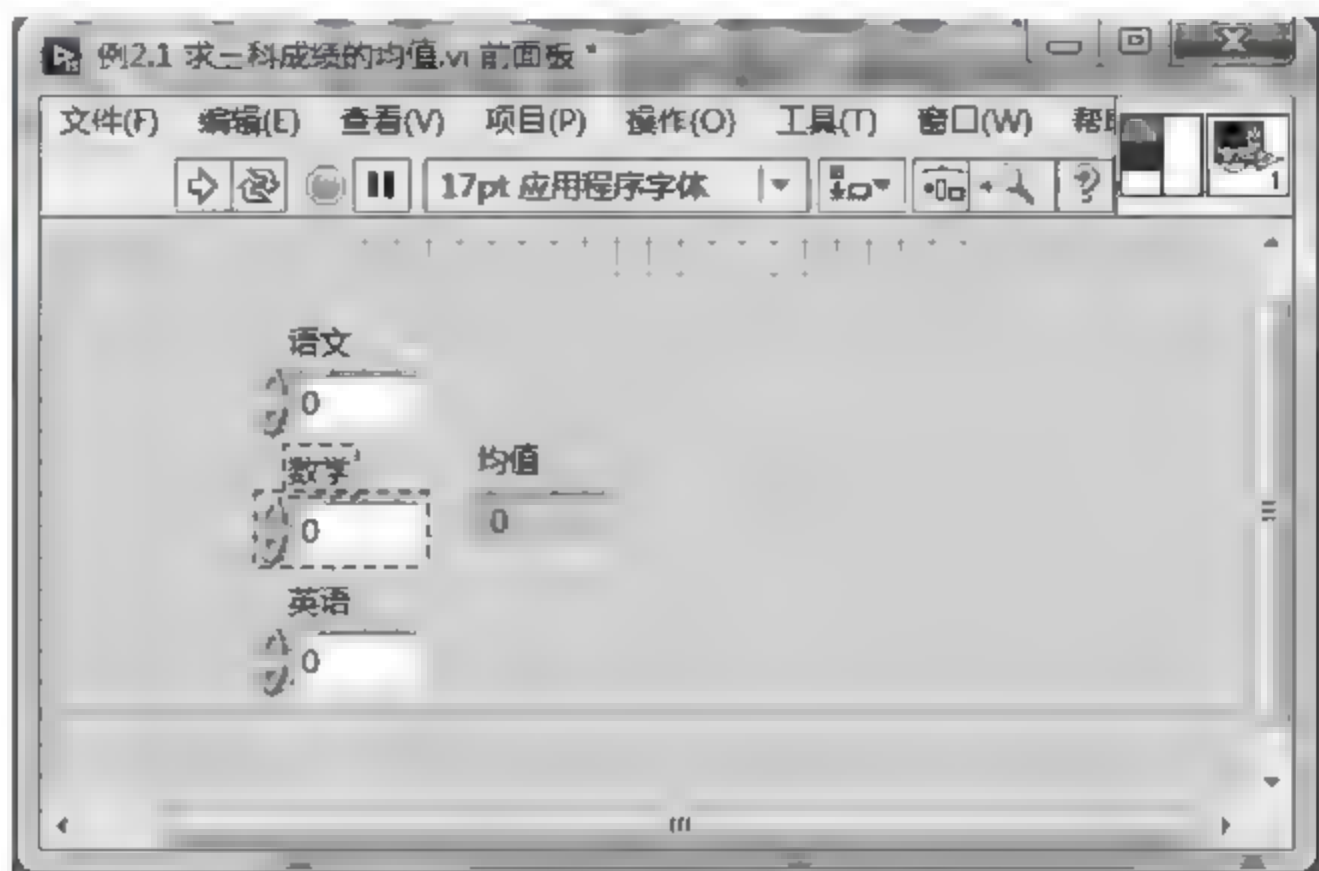 例2.1 求三科成绩的均值.vi 前面板 *
文件(F) 编辑(E) 查看(V) 项目(P) 操作(O) 工具(T) 窗口(W)
17pt 应用程序字体
1
语文
0
数学
均值
0
0
英语
0